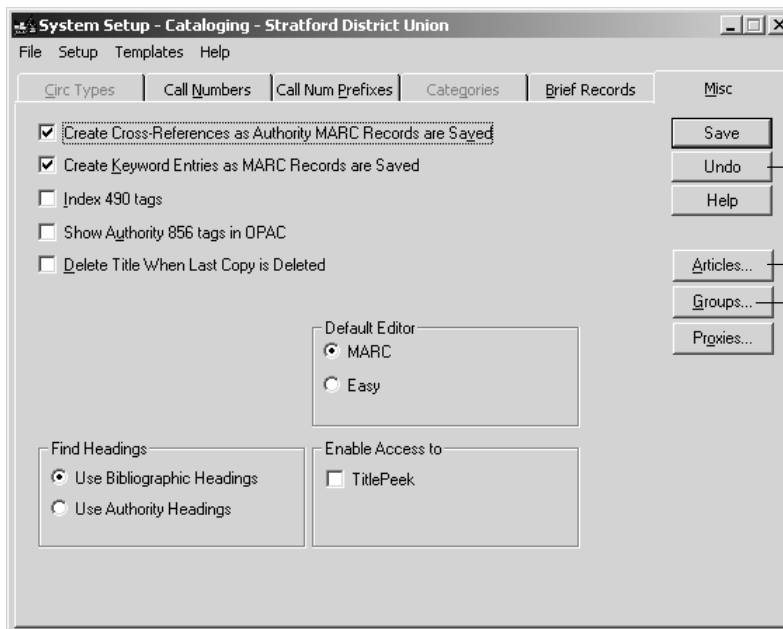 System Setup - Cataloging - Stratford District Union
File Setup Templates Help
Circ Types Call Numbers Call Num Prefixes Categories Brief Records Misc
Create Cross-References as Authority MARC Records are Saved
Save
Create Keyword Entries as MARC Records are Saved
Undo
Index 490 tags
Help
Show Authority 856 tags in OPAC
Delete Title When Last Copy is Deleted
Articles...
Groups...
Proxies...
Default Editor
MARC
Easy
Find Headings
Use Bibliographic Headings
Use Authority Headings
Enable Access to
TitlePeek